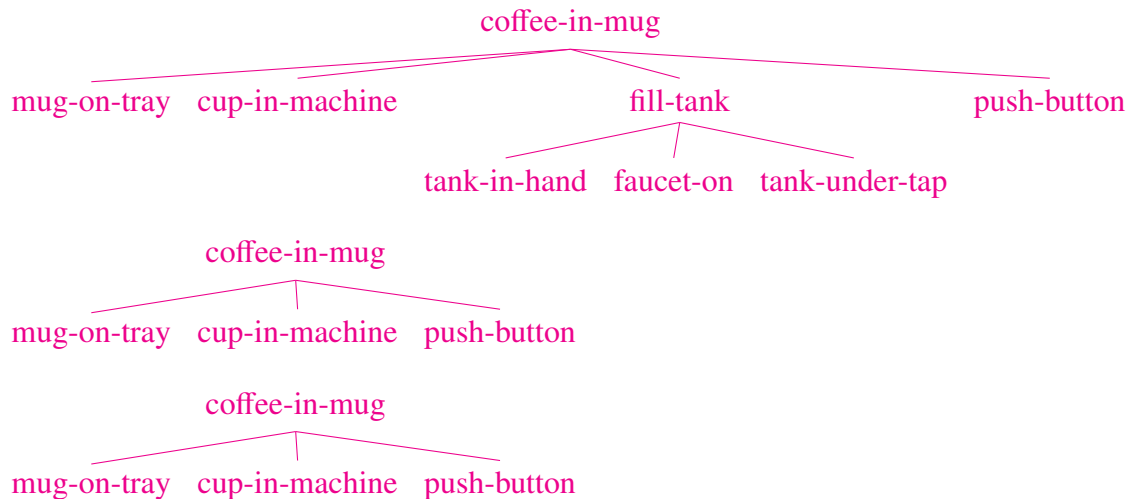 coffee-in-mug
mug-on-tray cup-in-machine fill-tank push-button
tank-in-hand faucet-on tank-under-tap
coffee-in-mug
mug-on-tray cup-in-machine push-button
coffee-in-mug
mug-on-tray cup-in-machine push-button